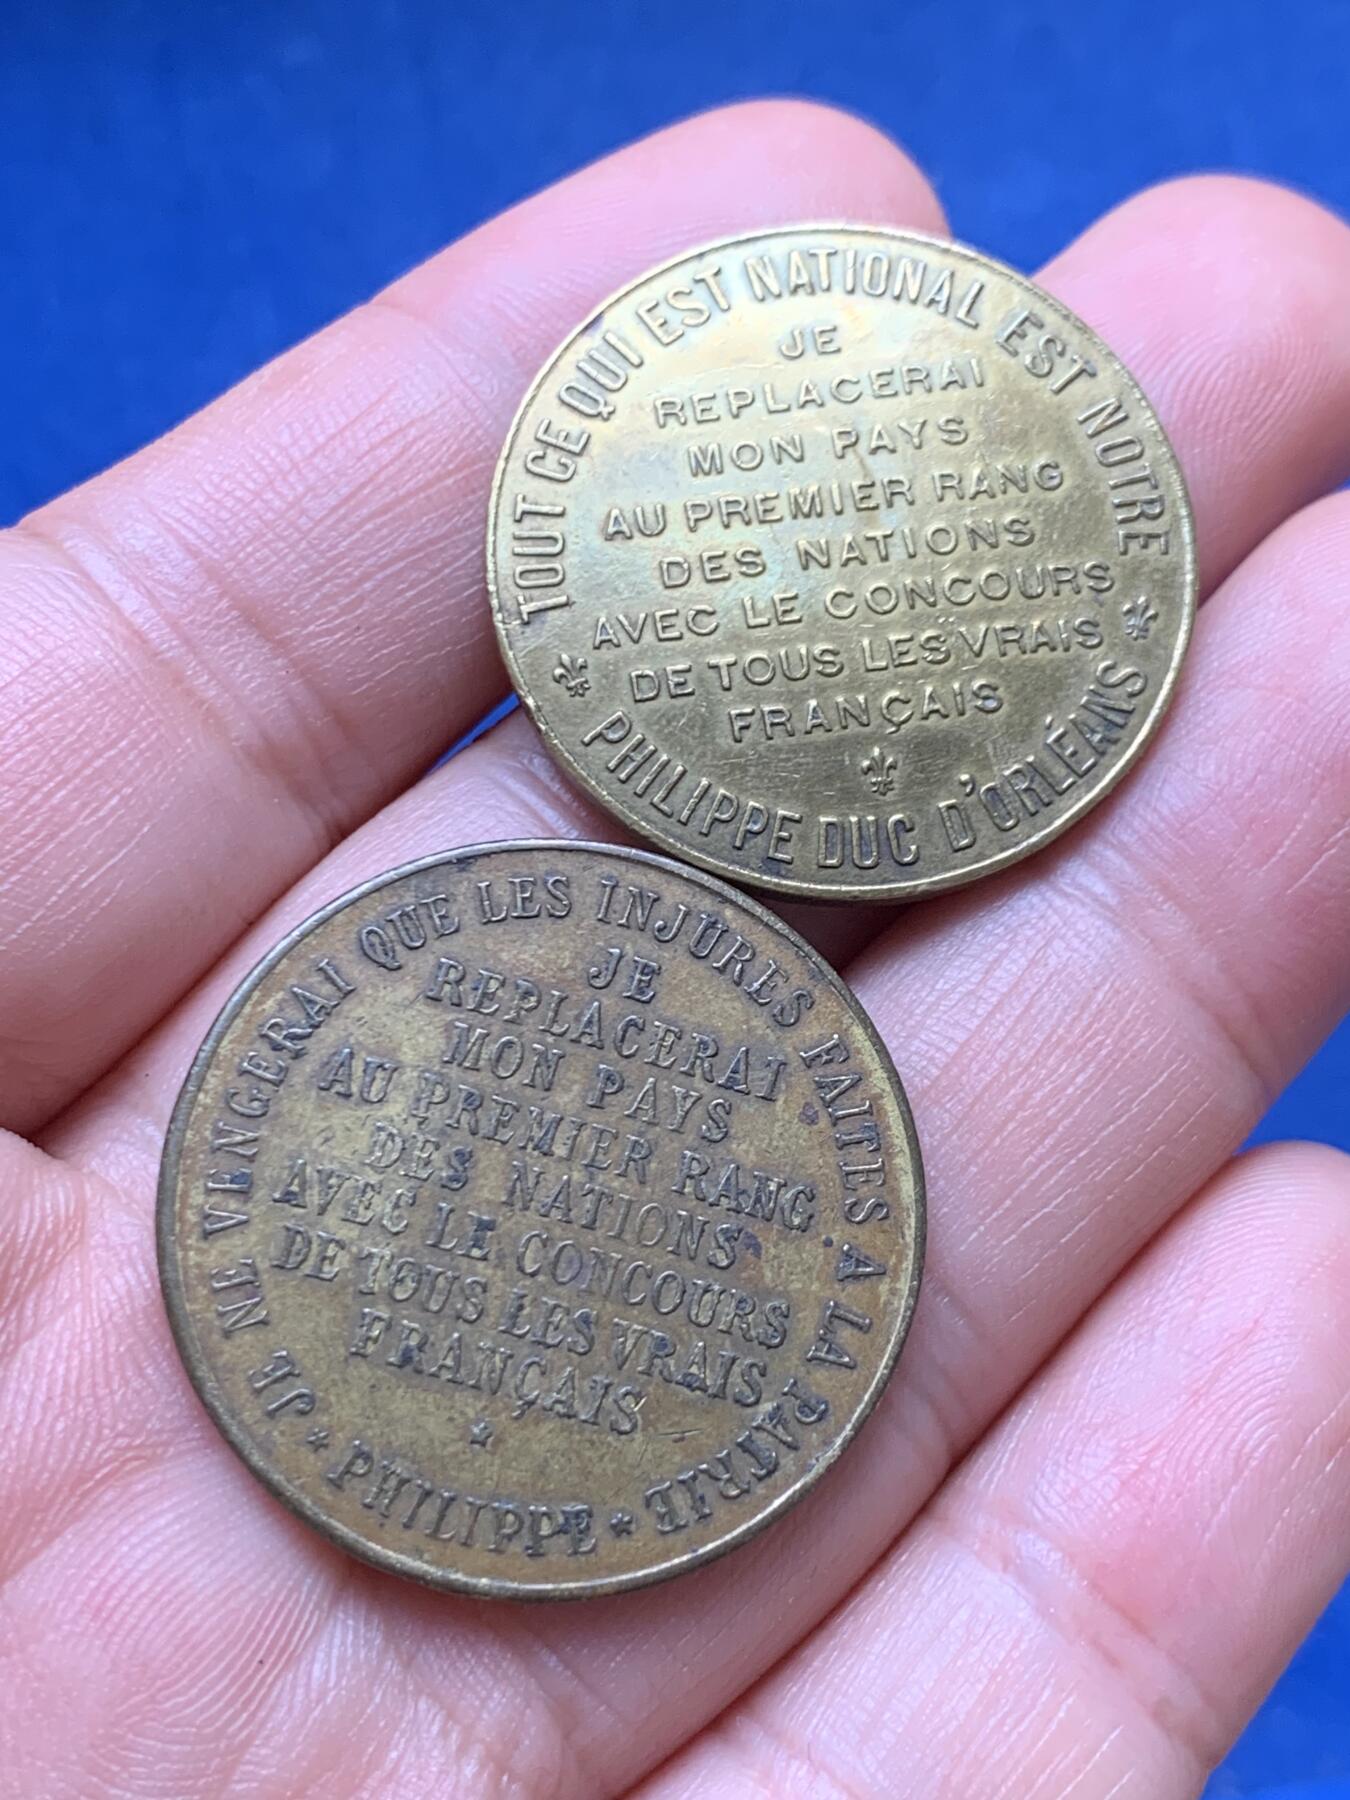 TOUT CE QUI EST NATIONAL EST NOTRE
JE
REPLACERAI
MON PAYS
AU PREMIER RANG
DES NATIONS
AVEC LE CONCOURS
DE TOUS LES VRAIS
FRANÇAIS
PHILIPPE DUC D'ORLÉANS
JE NE VENGERAI QUE LES INJURES FAITES A LA PATRIE
JE
REPLACERAI
MON PAYS
AU PREMIER RANG
DES NATIONS
AVEC LE CONCOURS
DE TOUS LES VRAIS
FRANÇAIS
PHILIPPE